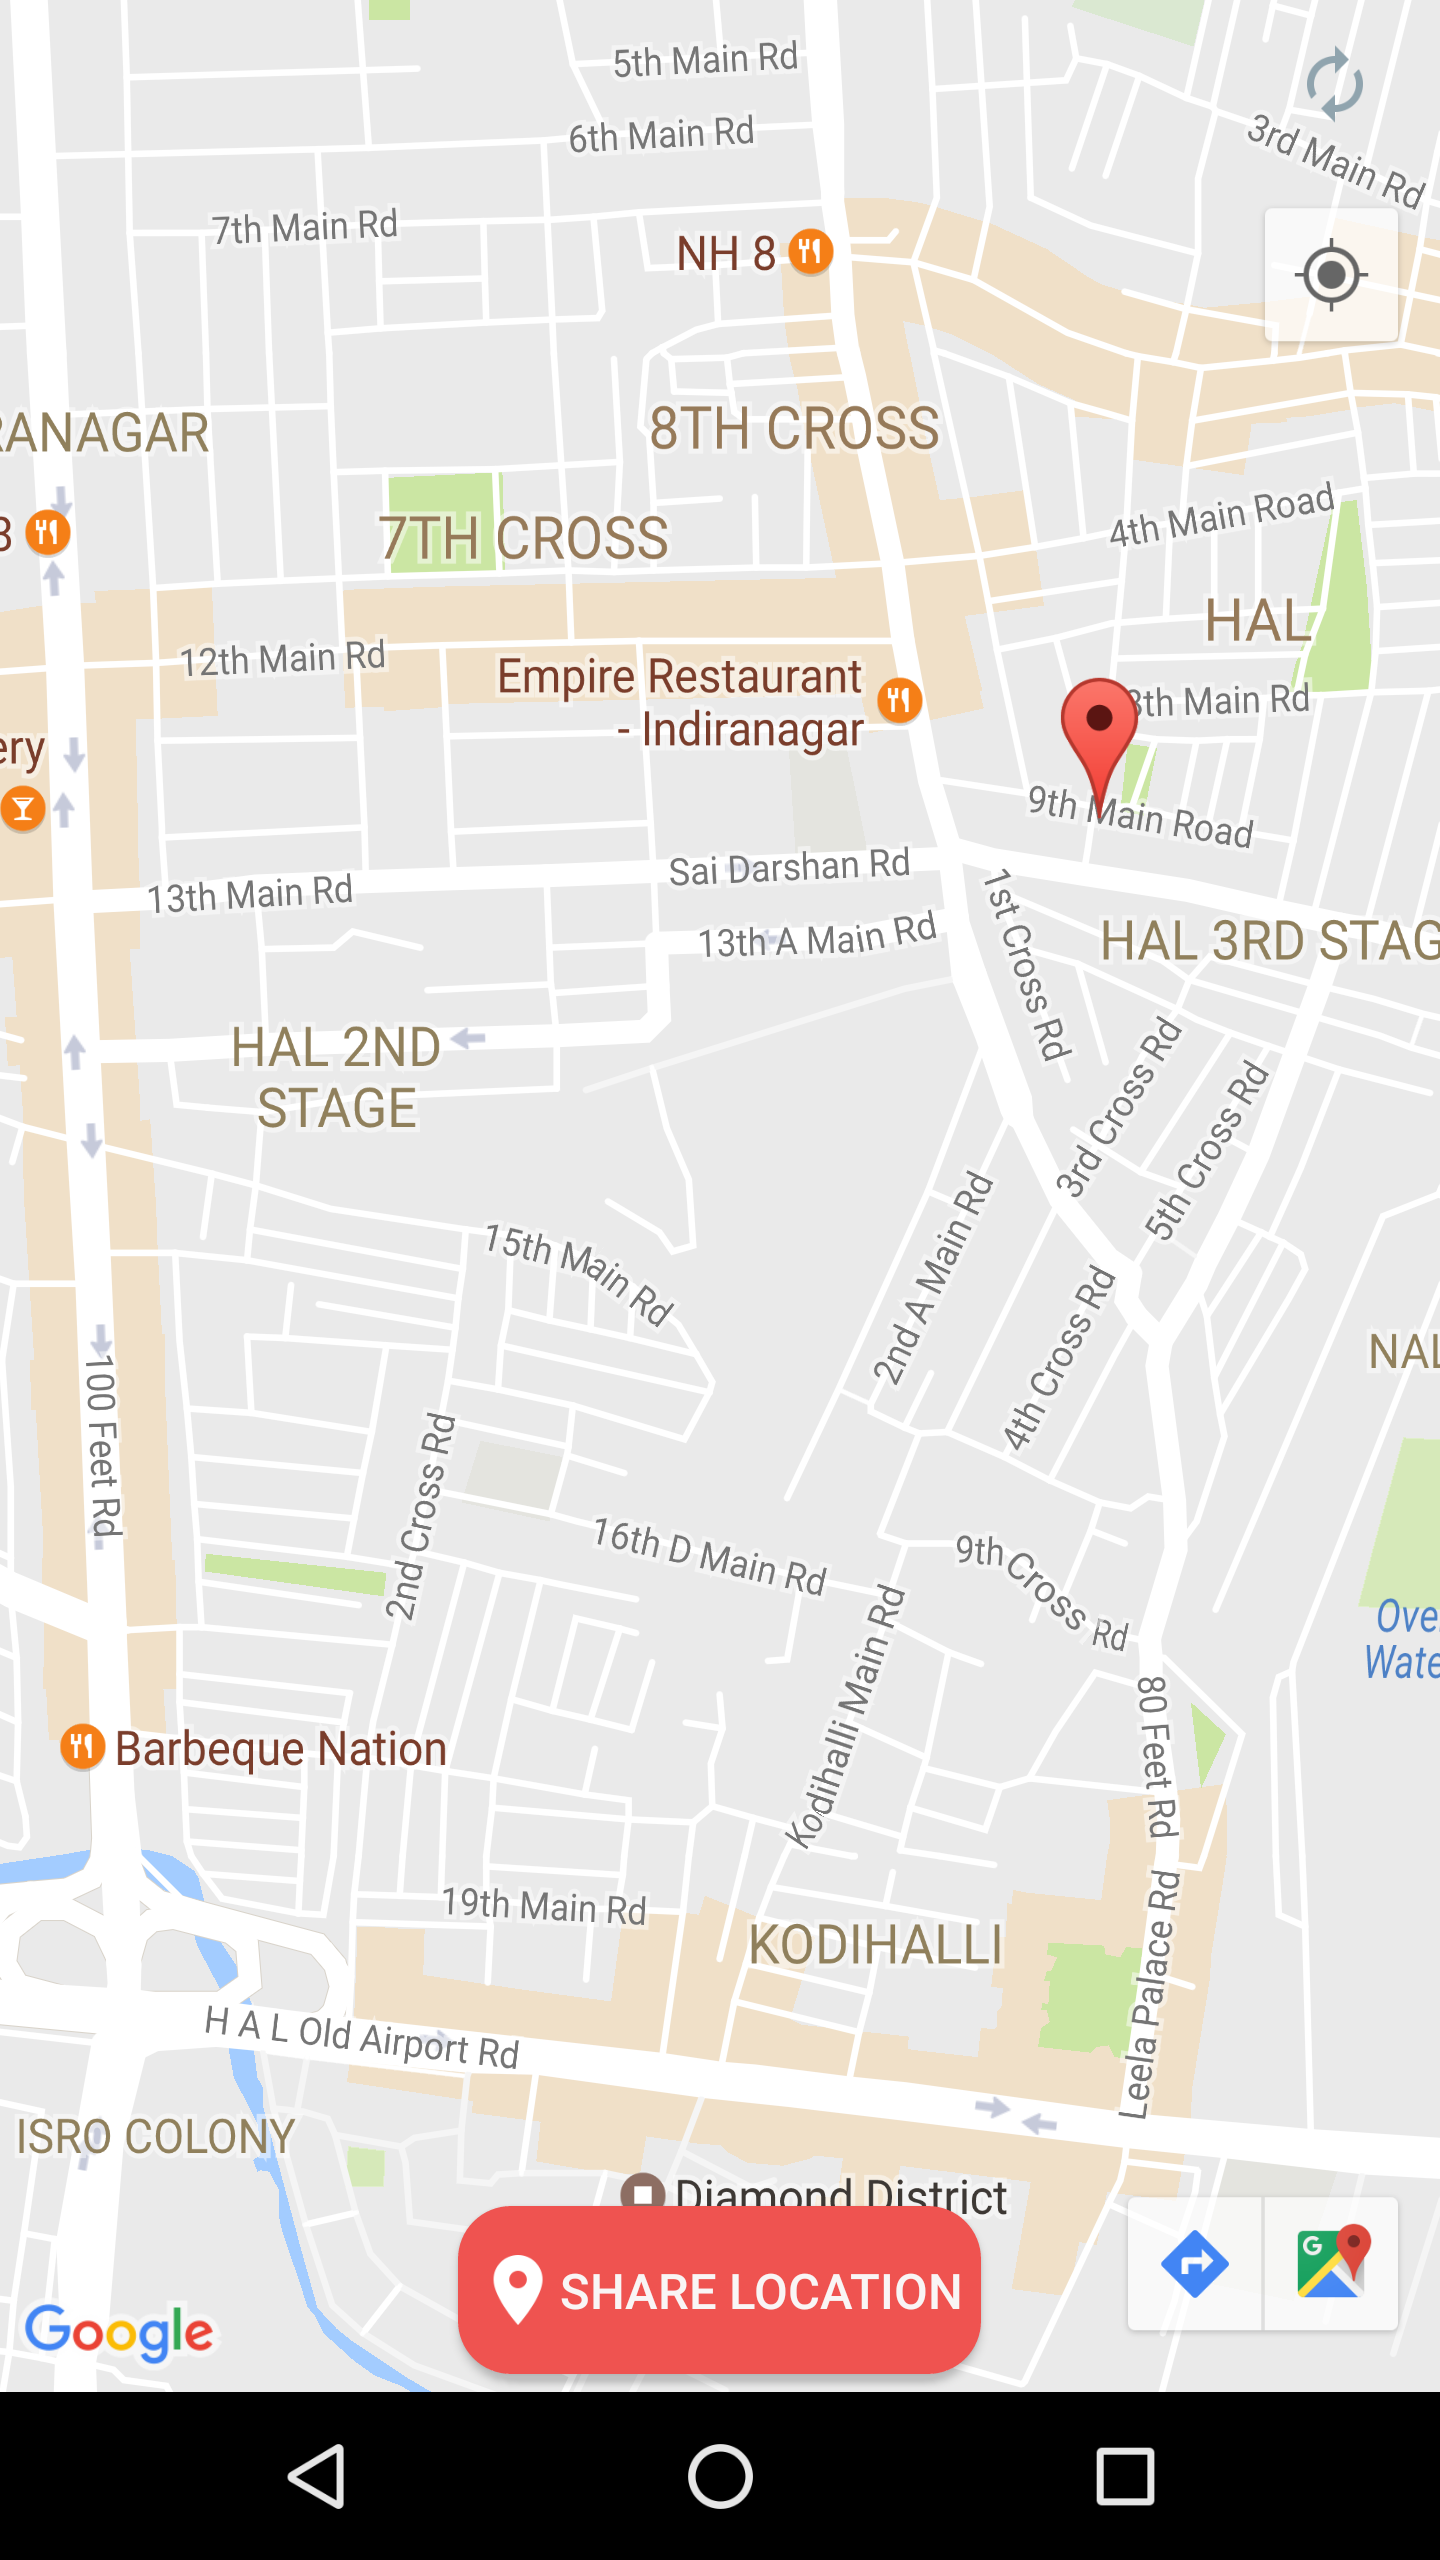 5th Main Rd
6th Main Rd
3rd Main Rd
7th Main Rd
NH 8
RANAGAR
8TH CROSS
7TH CROSS
4th Main Road
HAL
12th Main Rd
Empire Restaurant
- Indiranagar
8th Main Rd
ery
9th Main Road
Sai Darshan Rd
13th Main Rd
13th A Main Rd
1st Cross Rd
HAL 3RD STAG
HAL 2ND
STAGE
3rd Cross Rd
5th Cross Rd
15th Main Rd
2nd A Main Rd
4th Cross Rd
NAL
100 Feet Rd
2nd Cross Rd
16th D Main Rd
9th Cross Rd
Kodihalli Main Rd
Ove
Wate
80 Feet Rd
Barbeque Nation
19th Main Rd
KODIHALLI
Leela Palace Rd
H A L Old Airport Rd
ISRO COLONY
Diamond District
SHARE LOCATION
G
Google